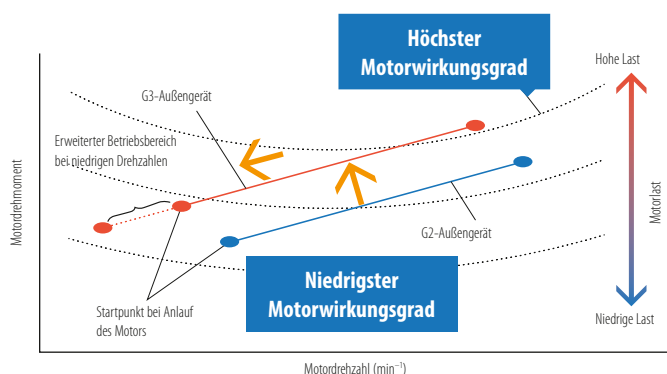 Höchster
Motorwirkungsgrad
Hohe Last
G3-Außengerät
Erweiterter Betriebsbereich
bei niedrigen Drehzahlen
Motordrehmoment
Motorlast
G2-Außengerät
Niedrigster
Motorwirkungsgrad
Startpunkt bei Anlauf
des Motors
Niedrige Last
Motordrehzahl (min⁻¹)